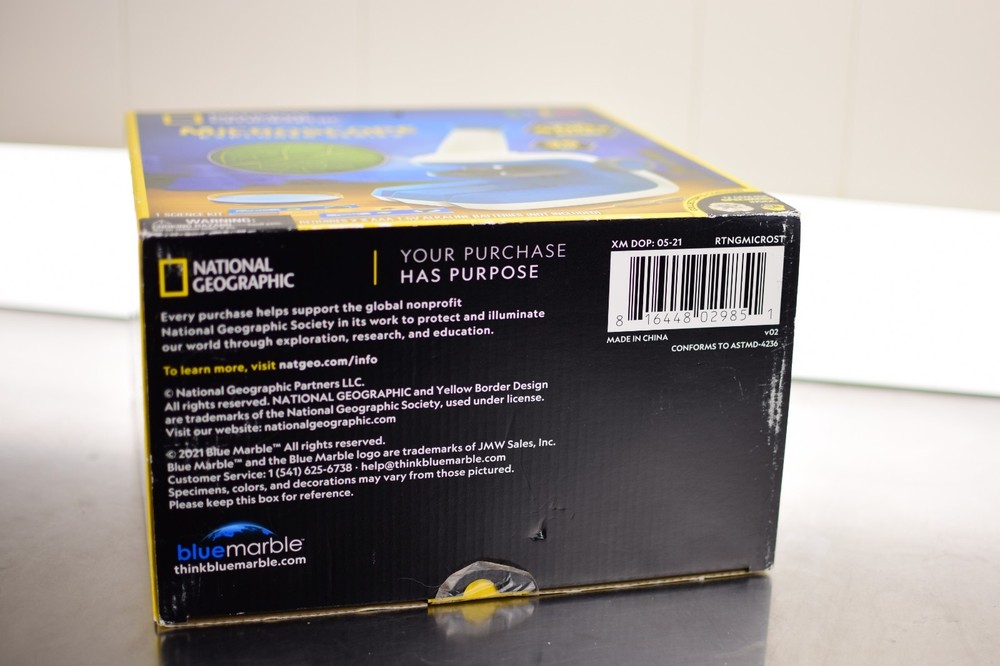 MICROSCOPE
1 SCIENCE KIT
WARNING:
NATIONAL
GEOGRAPHIC
YOUR PURCHASE
HAS PURPOSE
Every purchase helps support the global nonprofit
National Geographic Society in its work to protect and illuminate
our world through exploration, research, and education.
To learn more, visit natgeo.com/info
© National Geographic Partners LLC.
All rights reserved. NATIONAL GEOGRAPHIC and Yellow Border Design
are trademarks of the National Geographic Society, used under license.
Visit our website: nationalgeographic.com
© 2021 Blue Marble™ All rights reserved.
Blue Marble™ and the Blue Marble logo are trademarks of JMW Sales, Inc.
Customer Service: 1 (541) 625-6738 · help@thinkbluemarble.com
Specimens, colors, and decorations may vary from those pictured.
Please keep this box for reference.
bluemarble™
thinkbluemarble.com
XM DOP: 05-21 RTNGMICROST
8 16448 02985 1
MADE IN CHINA v02
CONFORMS TO ASTMD-4236